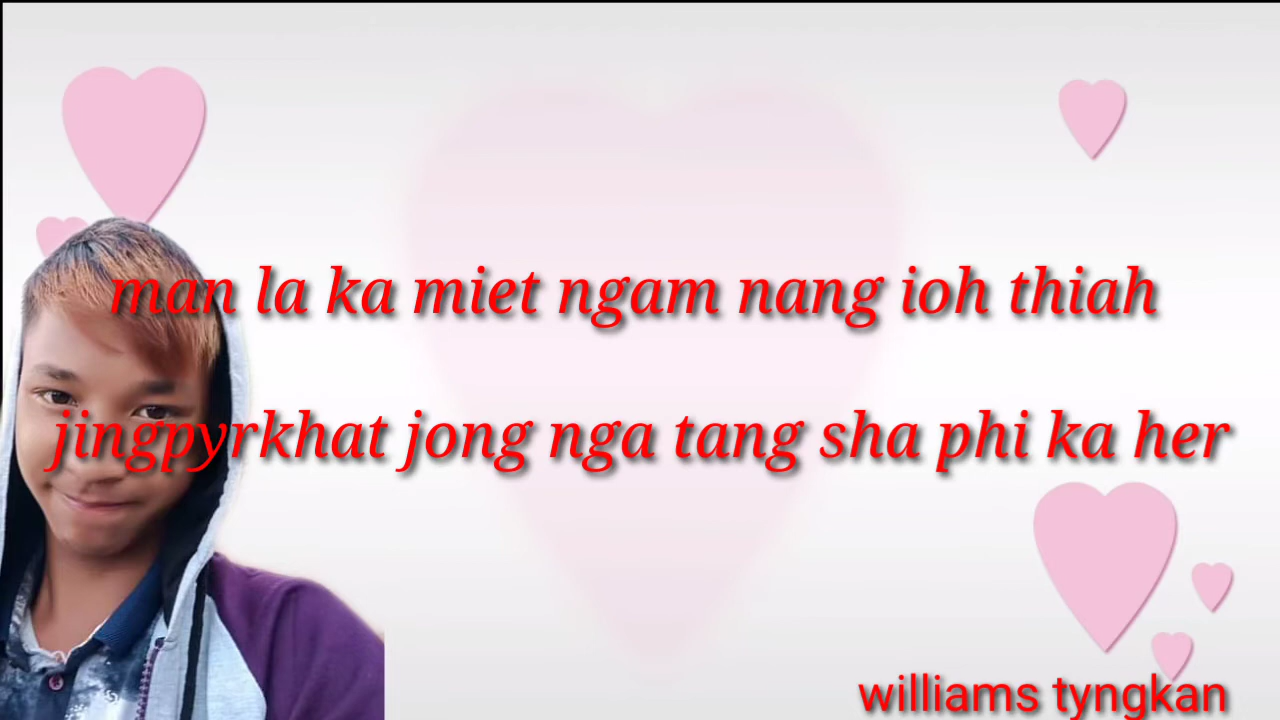 man la ka miet ngam nang ioh thiah
jingpyrkhat jong nga tang sha phi ka her
williams tyngkan